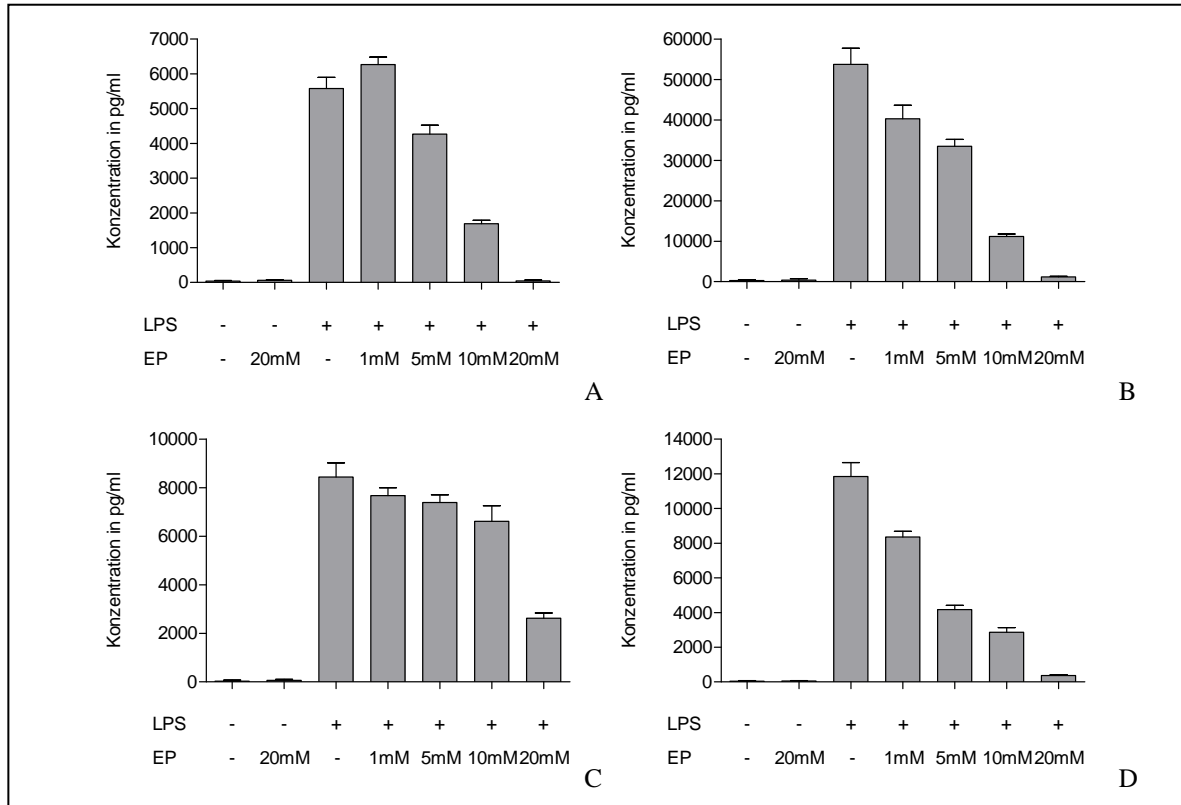 Konzentration in pg/ml
7000
6000
5000
4000
3000
2000
1000
0
LPS - - + + + + +
EP - 20mM - 1mM 5mM 10mM 20mM
A
Konzentration in pg/ml
60000
50000
40000
30000
20000
10000
0
LPS - - + + + + +
EP - 20mM - 1mM 5mM 10mM 20mM
B
Konzentration in pg/ml
10000
8000
6000
4000
2000
0
LPS - - + + + + +
EP - 20mM - 1mM 5mM 10mM 20mM
C
Konzentration in pg/ml
14000
12000
10000
8000
6000
4000
2000
0
LPS - - + + + + +
EP - 20mM - 1mM 5mM 10mM 20mM
D